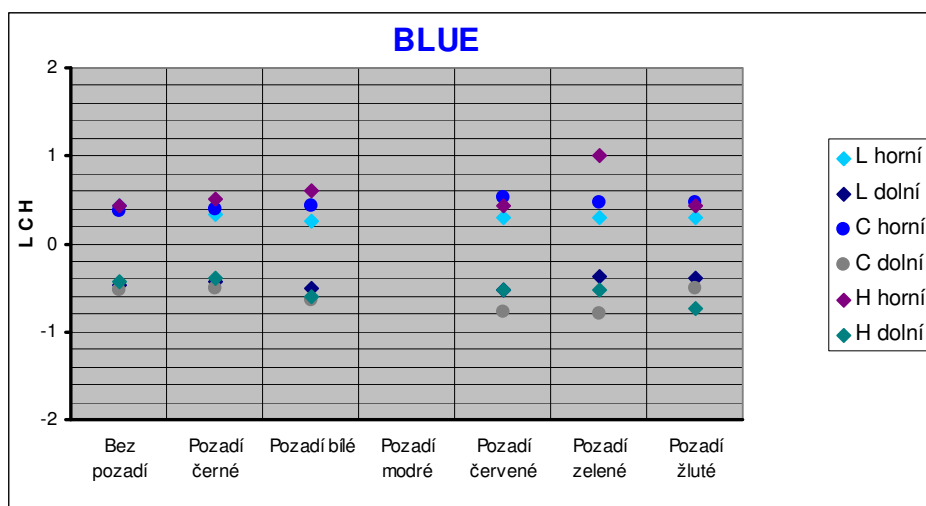 BLUE
2
1
0
-1
-2
L C H
Bez pozadí
Pozadí černé
Pozadí bílé
Pozadí modré
Pozadí červené
Pozadí zelené
Pozadí žluté
L horní
L dolní
C horní
C dolní
H horní
H dolní